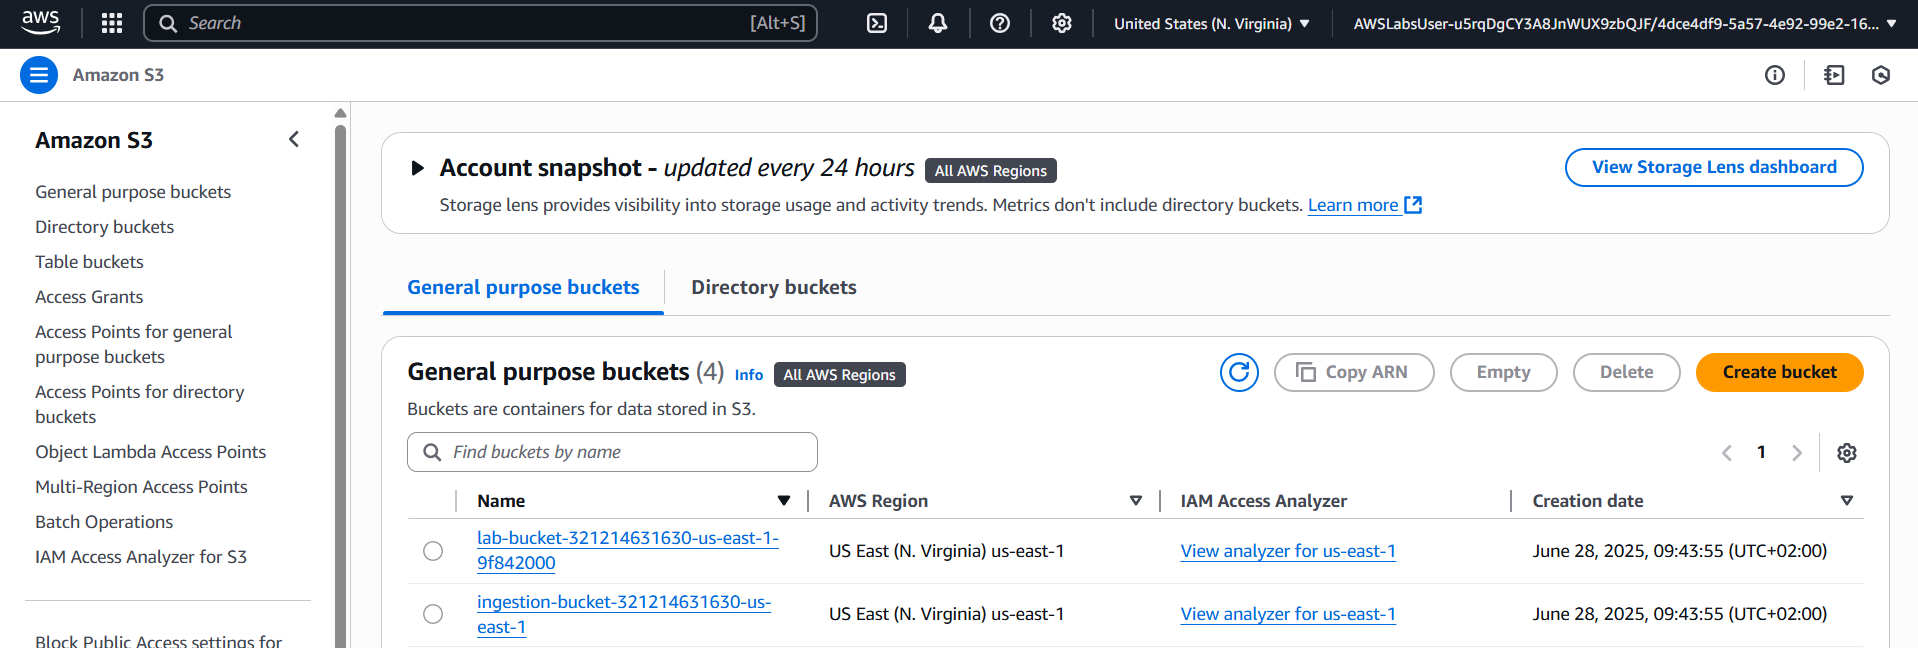 aws
Search [Alt+S]
United States (N. Virginia)
AWSLabsUser-u5rqDgCY3A8JnWUX9zbQJF/4dce4df9-5a57-4e92-99e2-16...
Amazon S3
Amazon S3
General purpose buckets
Directory buckets
Table buckets
Access Grants
Access Points for general
purpose buckets
Access Points for directory
buckets
Object Lambda Access Points
Multi-Region Access Points
Batch Operations
IAM Access Analyzer for S3
Block Public Access settings for
Account snapshot - updated every 24 hours All AWS Regions
View Storage Lens dashboard
Storage lens provides visibility into storage usage and activity trends. Metrics don't include directory buckets. Learn more
General purpose buckets
Directory buckets
General purpose buckets (4) Info All AWS Regions
Copy ARN
Empty
Delete
Create bucket
Buckets are containers for data stored in S3.
Find buckets by name
1
Name AWS Region IAM Access Analyzer Creation date
lab-bucket-321214631630-us-east-1-
9f842000
US East (N. Virginia) us-east-1
View analyzer for us-east-1
June 28, 2025, 09:43:55 (UTC+02:00)
ingestion-bucket-321214631630-us-
east-1
US East (N. Virginia) us-east-1
View analyzer for us-east-1
June 28, 2025, 09:43:55 (UTC+02:00)